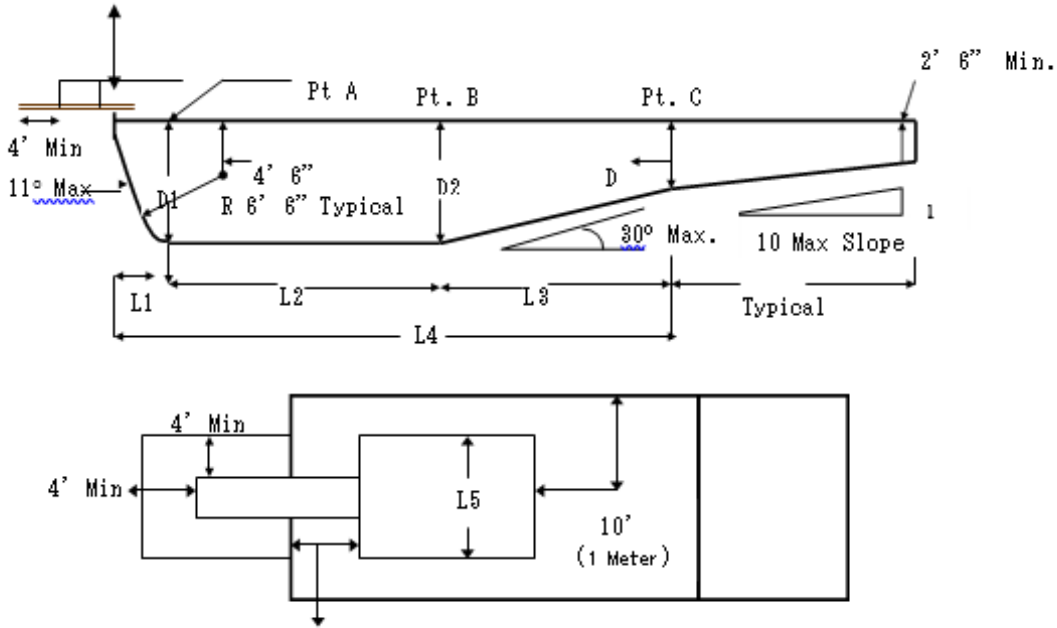 2' 6” Min.
Pt A
Pt. B
Pt. C
4' Min
11° Max
D1
4' 6”
R 6' 6” Typical
D2
D
30° Max.
1
10 Max Slope
L1
L2
L3
Typical
L4
4' Min
4' Min
L5
10'
(1 Meter)